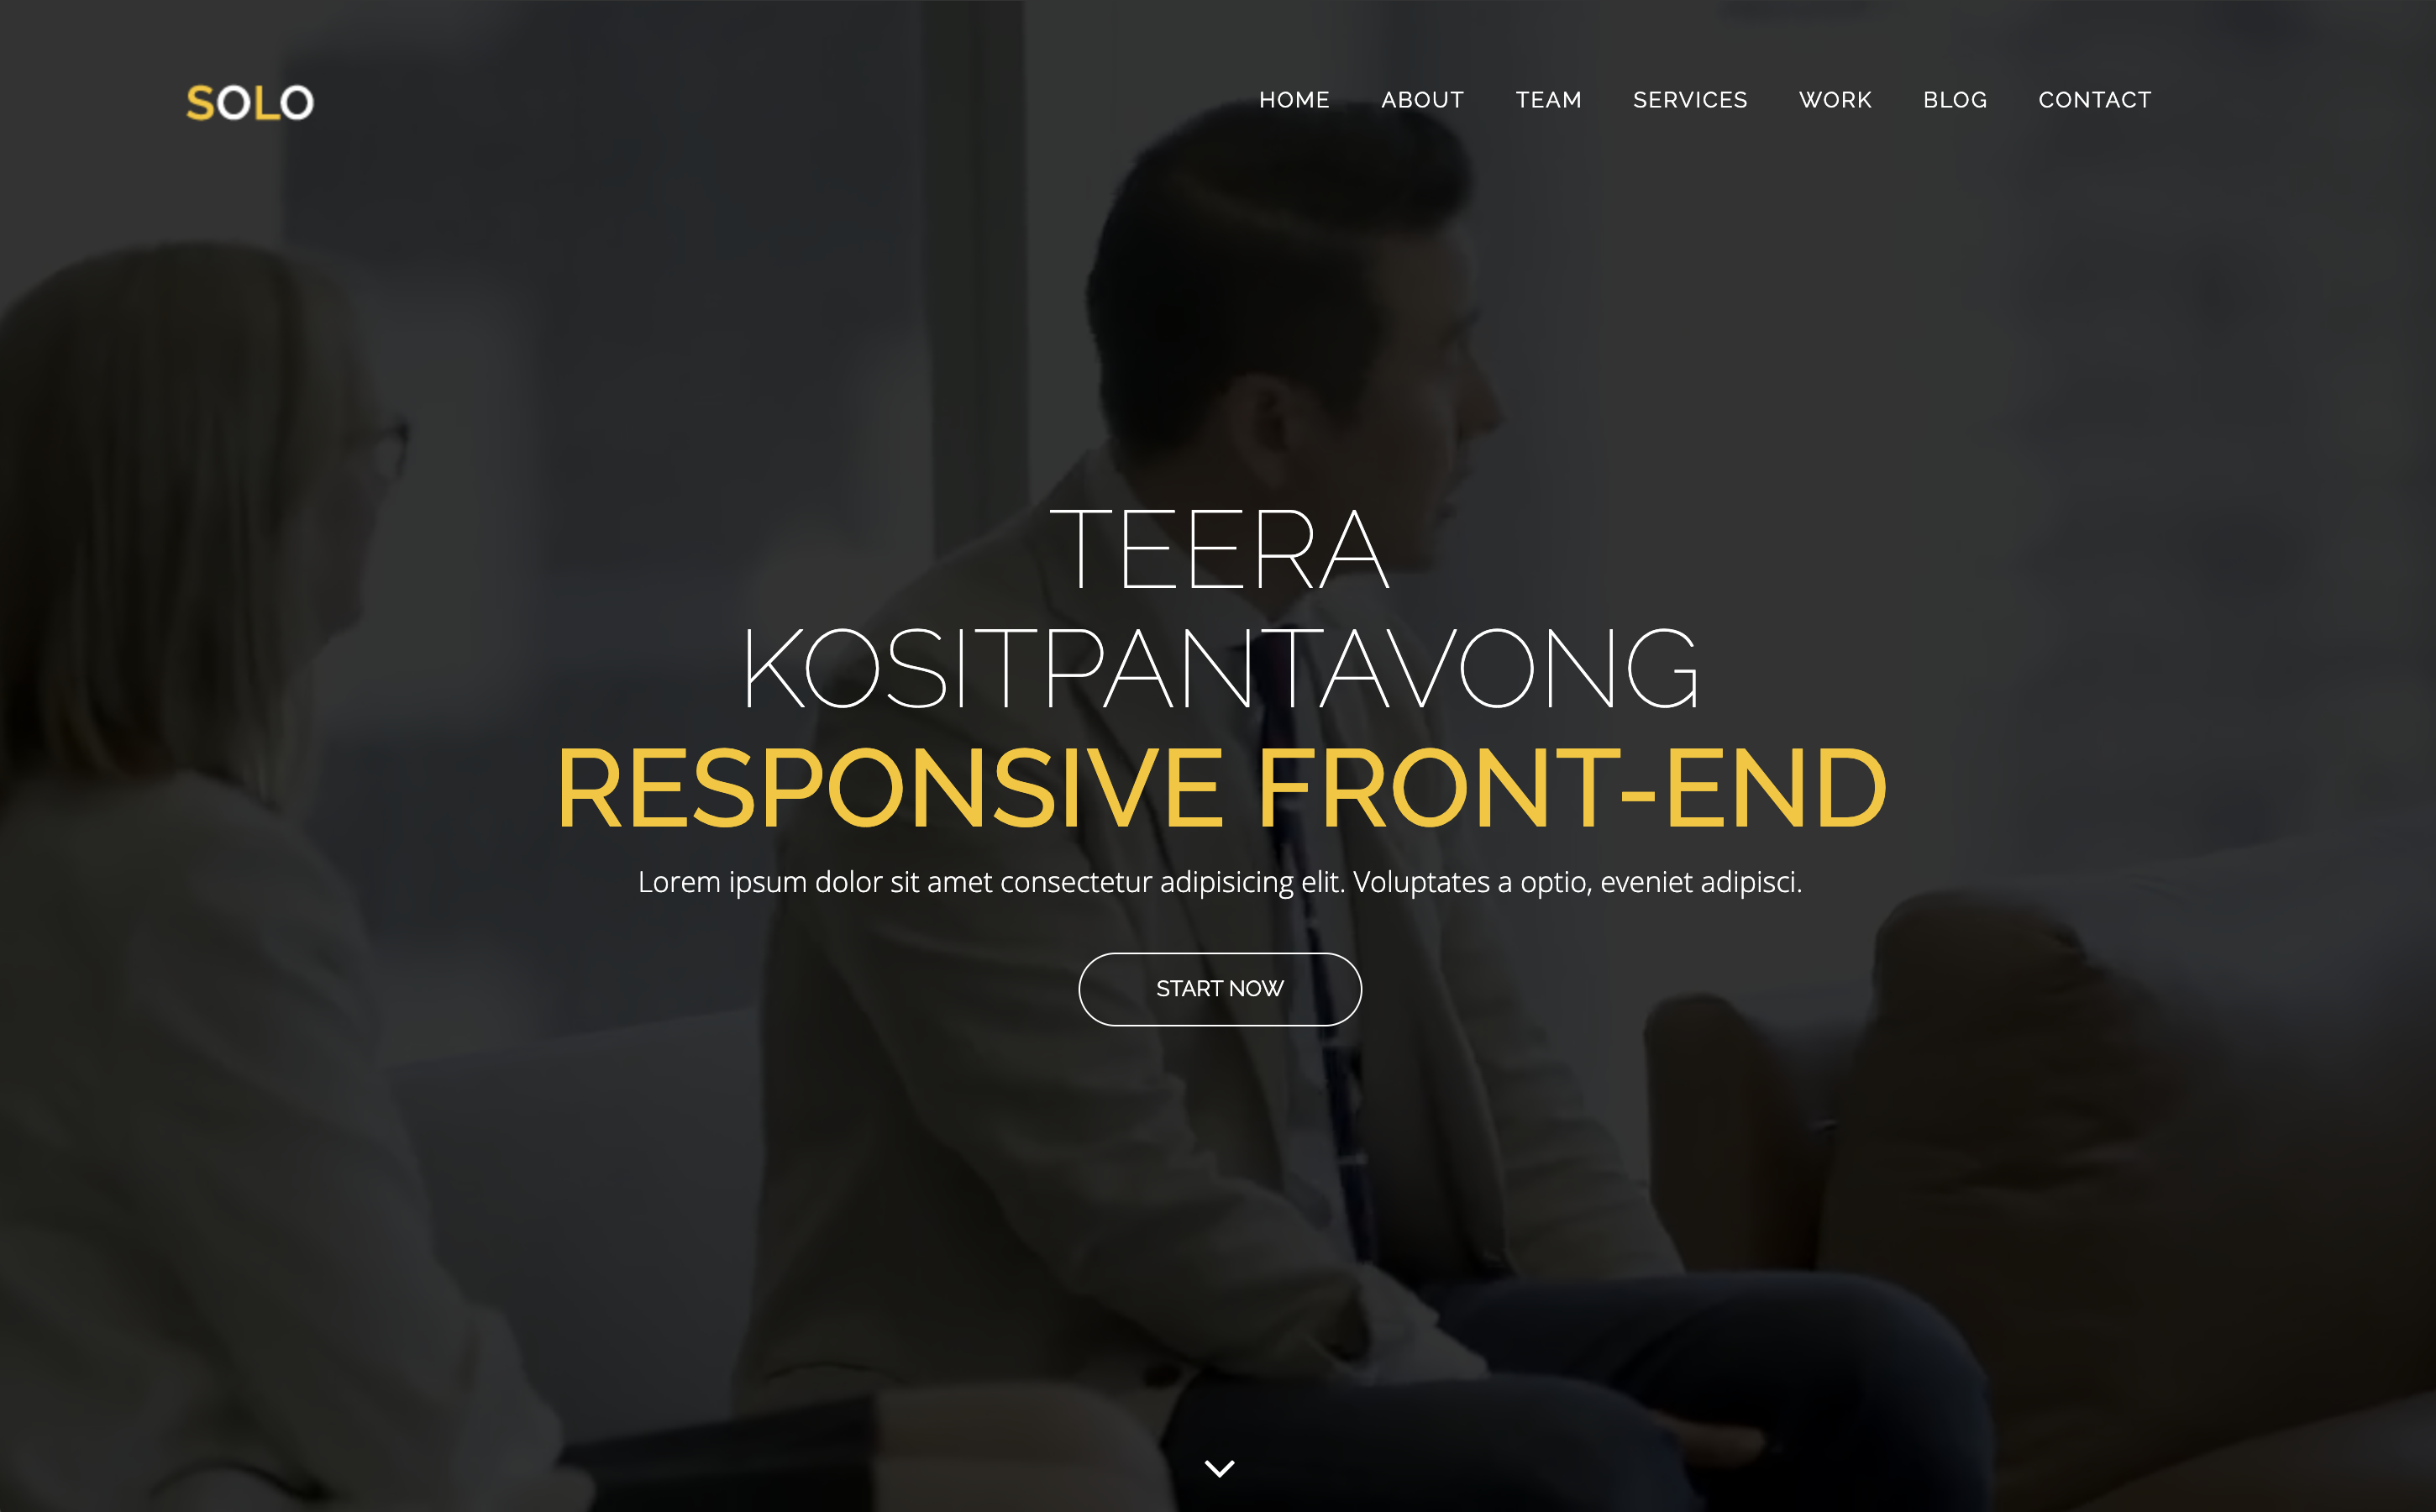 SOLO
HOME ABOUT TEAM SERVICES WORK BLOG CONTACT
TEERA
KOSITPANTAVONG
RESPONSIVE FRONT-END
Lorem ipsum dolor sit amet consectetur adipisicing elit. Voluptates a optio, eveniet adipisci.
START NOW